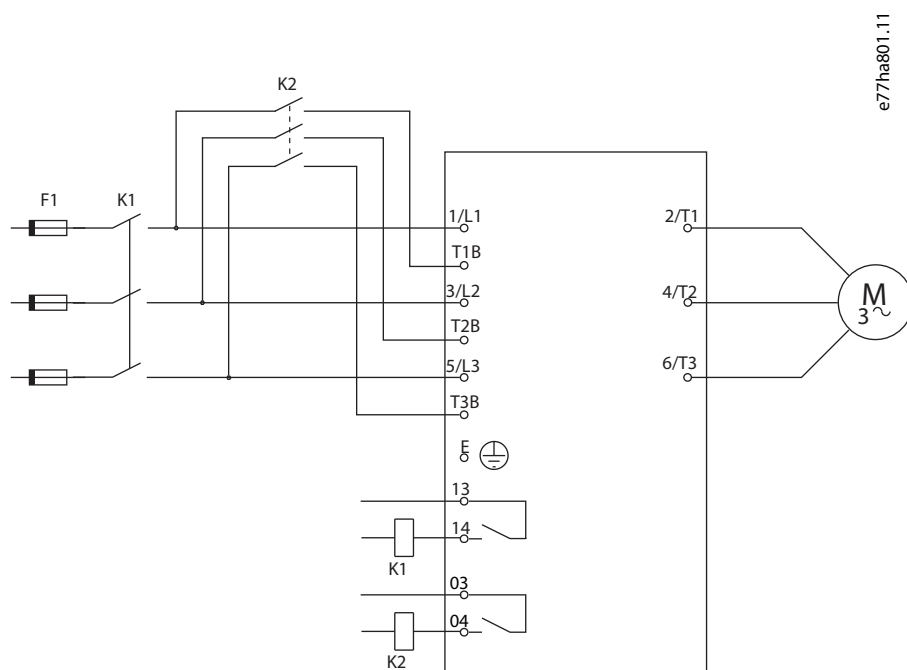 e77ha801.11
K2
F1
K1
1/L1
2/T1
T1B
3/L2
4/T2
M
3~
T2B
5/L3
6/T3
T3B
E
13
14
K1
03
04
K2